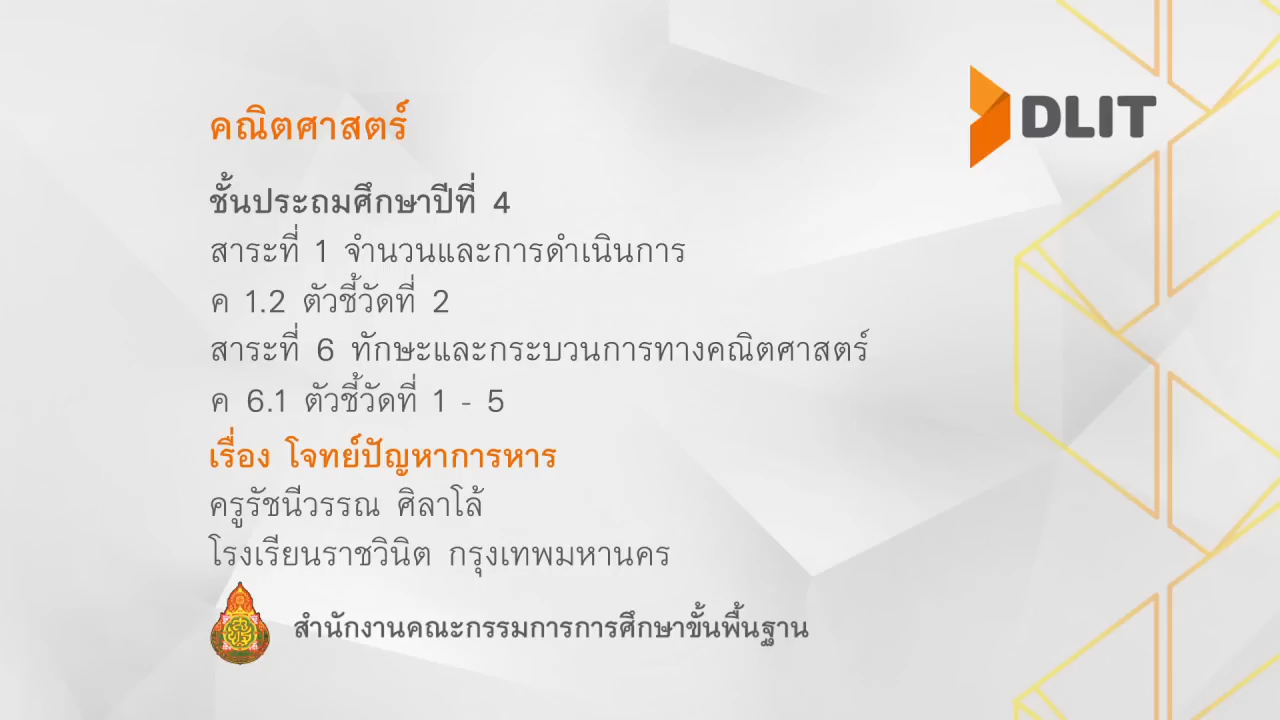 คณิตศาสตร์
DLIT
ชั้นประถมศึกษาปีที่ 4
สาระที่ 1 จำนวนและการดำเนินการ
ค 1.2 ตัวชี้วัดที่ 2
สาระที่ 6 ทักษะและกระบวนการทางคณิตศาสตร์
ค 6.1 ตัวชี้วัดที่ 1 - 5
เรื่อง โจทย์ปัญหาการหาร
ครูรัชนีวรรณ ศิลาโล้
โรงเรียนราชวินิต กรุงเทพมหานคร
สำนักงานคณะกรรมการการศึกษาขั้นพื้นฐาน